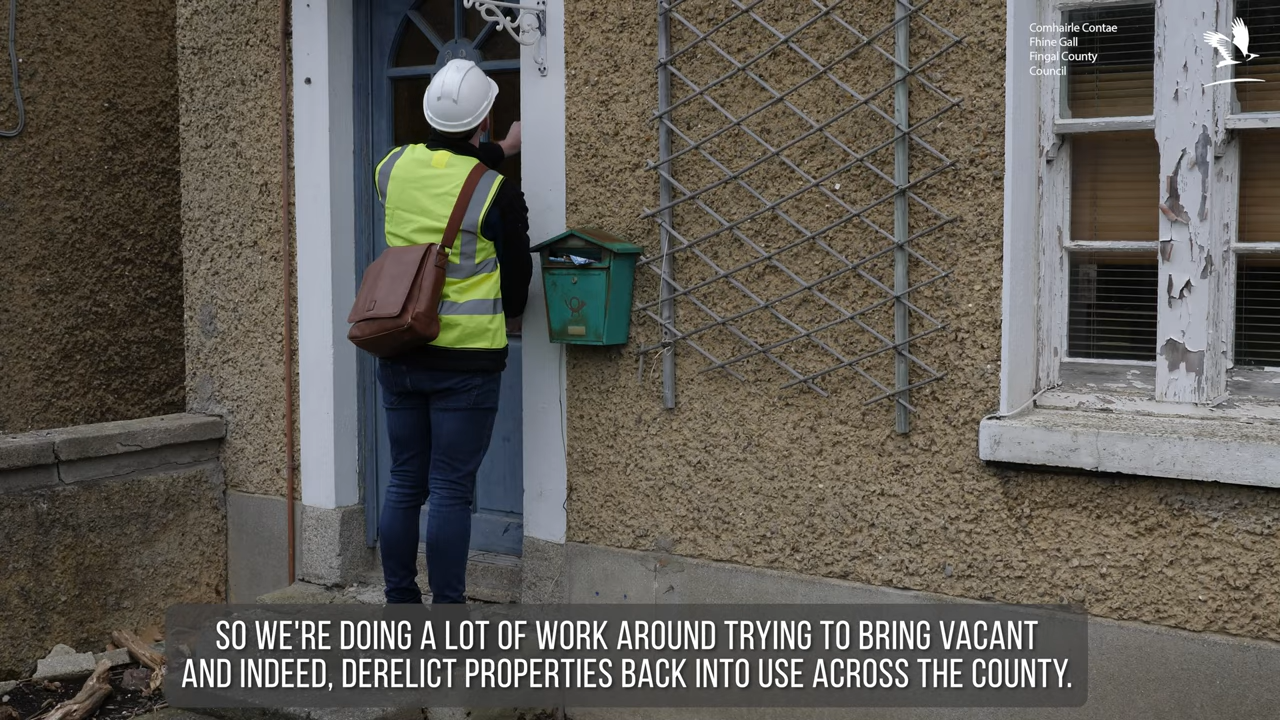 Comhairle Contae
Fhine Gall
Fingal County
Council
SO WE'RE DOING A LOT OF WORK AROUND TRYING TO BRING VACANT
AND INDEED, DERELICT PROPERTIES BACK INTO USE ACROSS THE COUNTY.